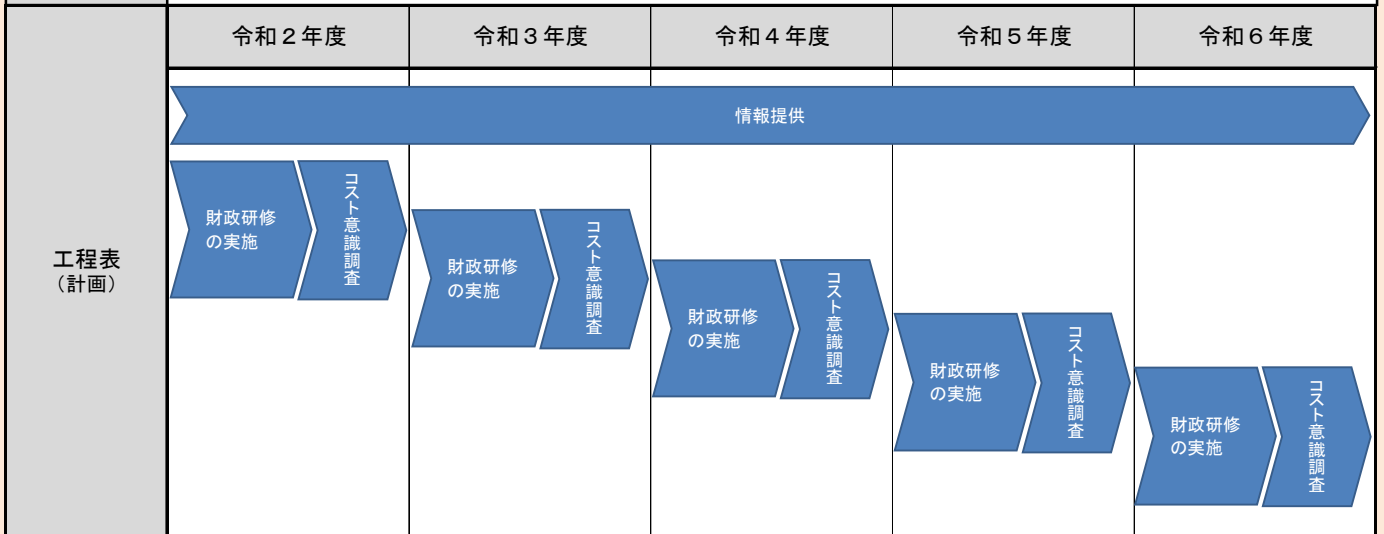 令和２年度
令和３年度
令和４年度
令和５年度
令和６年度
工程表
（計画）
情報提供
財政研修
の実施
コスト意識調査
財政研修
の実施
コスト意識調査
財政研修
の実施
コスト意識調査
財政研修
の実施
コスト意識調査
財政研修
の実施
コスト意識調査